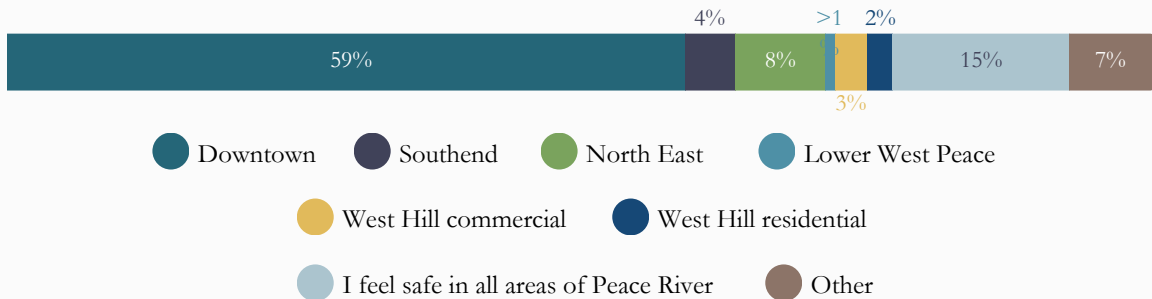 4% >1% 2%
59% 8% 15% 7%
3%
Downtown Southend North East Lower West Peace
West Hill commercial West Hill residential
I feel safe in all areas of Peace River Other